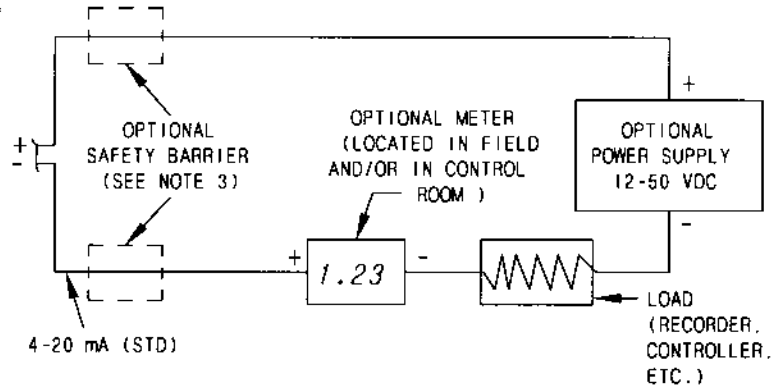 +
-
OPTIONAL
SAFETY BARRIER
(SEE NOTE 3)
OPTIONAL METER
(LOCATED IN FIELD
AND/OR IN CONTROL
ROOM )
+
OPTIONAL
POWER SUPPLY
12-50 VDC
-
+
1.23
-
4-20 mA (STD)
LOAD
(RECORDER,
CONTROLLER,
ETC.)